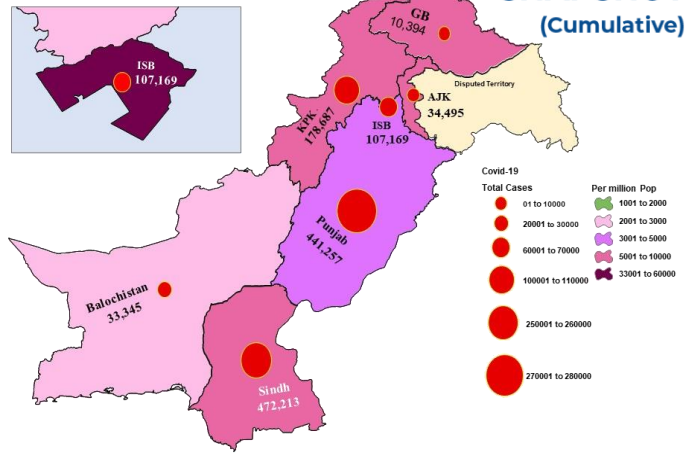 (Cumulative)
ISB
107,169
GB
10,394
Disputed Territory
AJK
34,495
KPK.
178,687
ISB
107,169
Punjab
441,257
Balochistan
33,345
Sindh
472,213
Covid-19
Total Cases
01 to 10000
20001 to 30000
60001 to 70000
100001 to 110000
250001 to 260000
270001 to 280000
Per million Pop
1001 to 2000
2001 to 3000
3001 to 5000
5001 to 10000
33001 to 60000